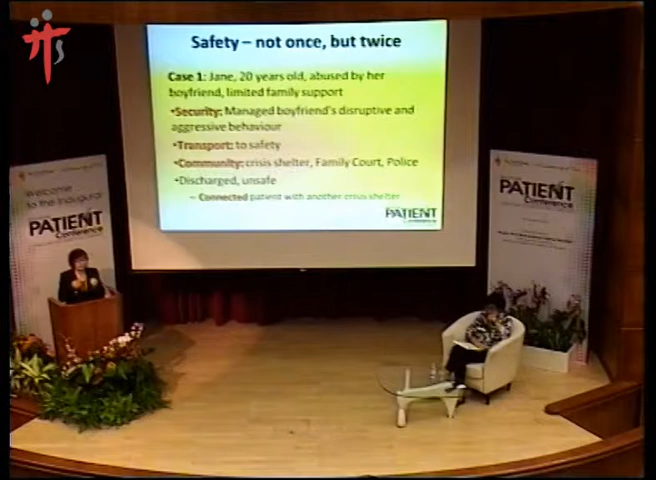 Safety – not once, but twice
Case 1: Jane, 20 years old, abused by her
boyfriend, limited family support
•Security: Managed boyfriend's disruptive and
aggressive behaviour
•Transport: to safety
•Community: crisis shelter, Family Court, Police
•Discharged, unsafe
– Connected patient with another crisis shelter
PATIENT
Conference
Welcome
to the Inaugural
PATIENT
Conference
PATIENT
Conference